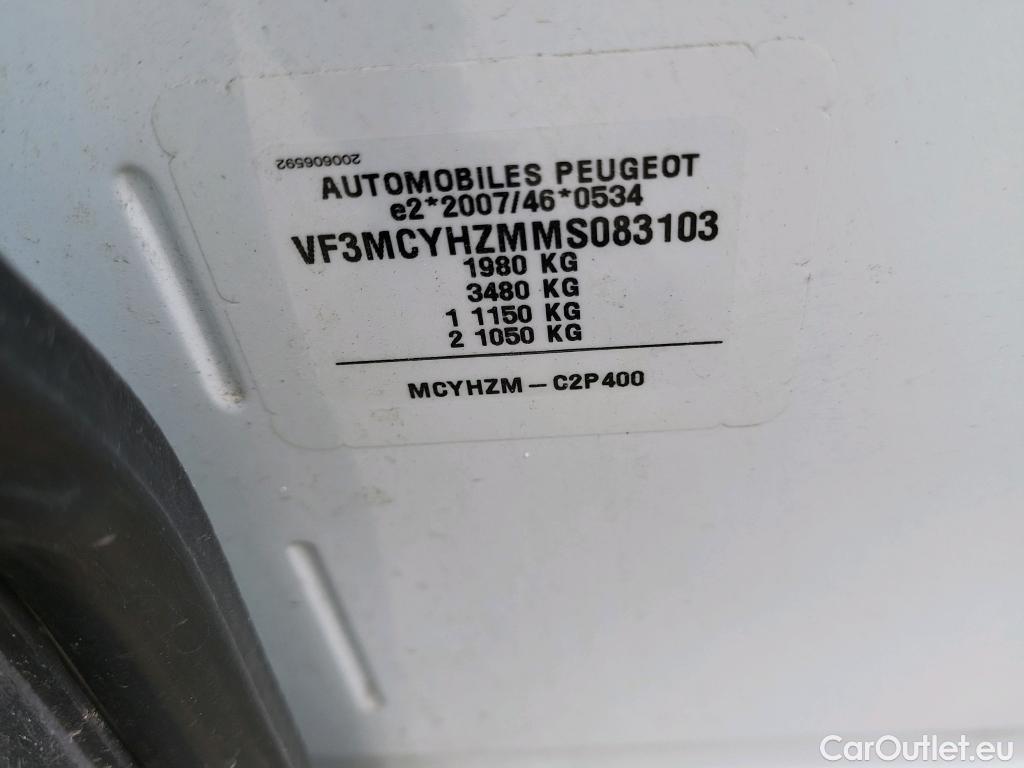 200606592
AUTOMOBILES PEUGEOT
e2*2007/46*0534
VF3MCYHZMMS083103
1980 KG
3480 KG
1 1150 KG
2 1050 KG
MCYHZM - C2P400
CarOutlet.eu